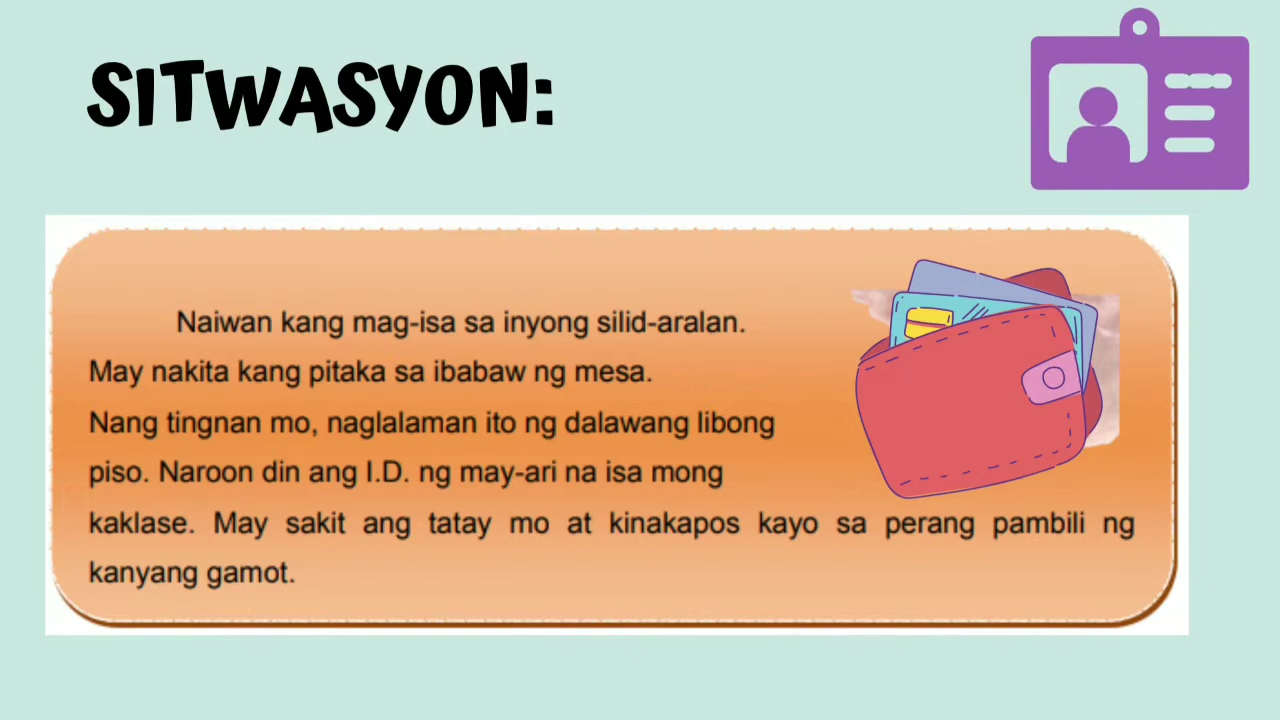 SITWASYON:
Naiwan kang mag-isa sa inyong silid-aralan.
May nakita kang pitaka sa ibabaw ng mesa.
Nang tingnan mo, naglalaman ito ng dalawang libong
piso. Naroon din ang I.D. ng may-ari na isa mong
kaklase. May sakit ang tatay mo at kinakapos kayo sa perang pambili ng
kanyang gamot.